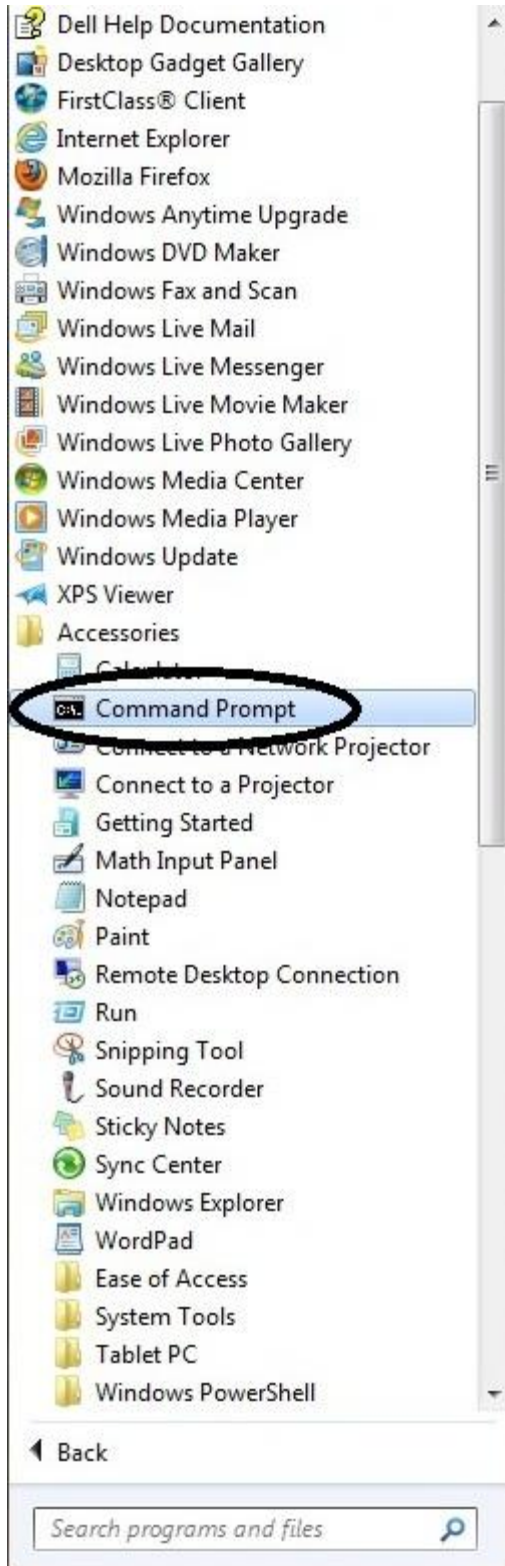 Dell Help Documentation
Desktop Gadget Gallery
FirstClass® Client
Internet Explorer
Mozilla Firefox
Windows Anytime Upgrade
Windows DVD Maker
Windows Fax and Scan
Windows Live Mail
Windows Live Messenger
Windows Live Movie Maker
Windows Live Photo Gallery
Windows Media Center
Windows Media Player
Windows Update
XPS Viewer
Accessories
Calculator
C:\_ Command Prompt
Connect to a Network Projector
Connect to a Projector
Getting Started
Math Input Panel
Notepad
Paint
Remote Desktop Connection
Run
Snipping Tool
Sound Recorder
Sticky Notes
Sync Center
Windows Explorer
WordPad
Ease of Access
System Tools
Tablet PC
Windows PowerShell
Back
Search programs and files